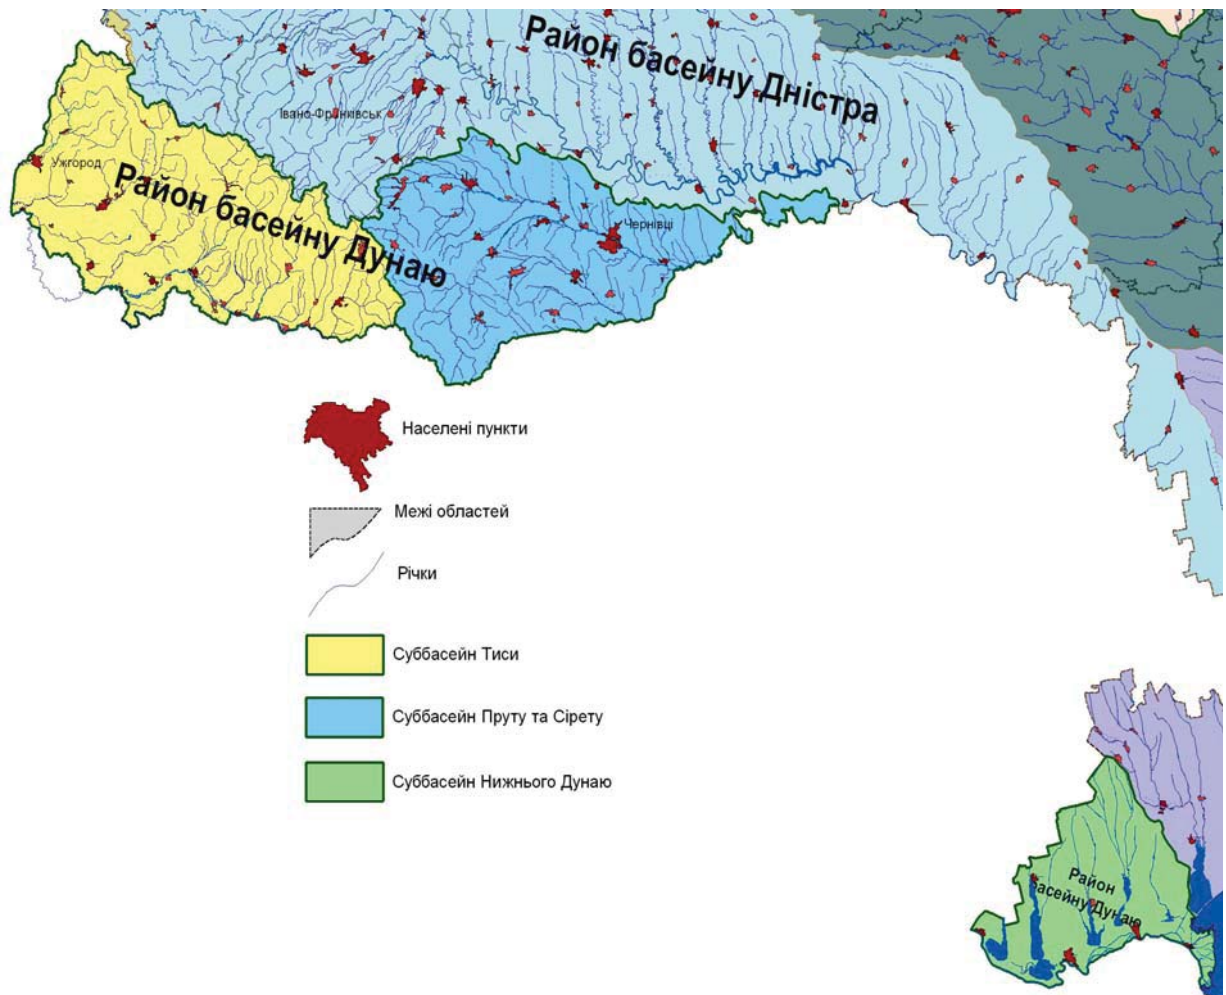 Район басейну Дністра
Івано-Франківськ
Ужгород
Район басейну Дунаю
Чернівці
Населені пункти
Межі областей
Річки
Суббасейн Тиси
Суббасейн Пруту та Сірету
Суббасейн Нижнього Дунаю
Район
басейну Дунаю